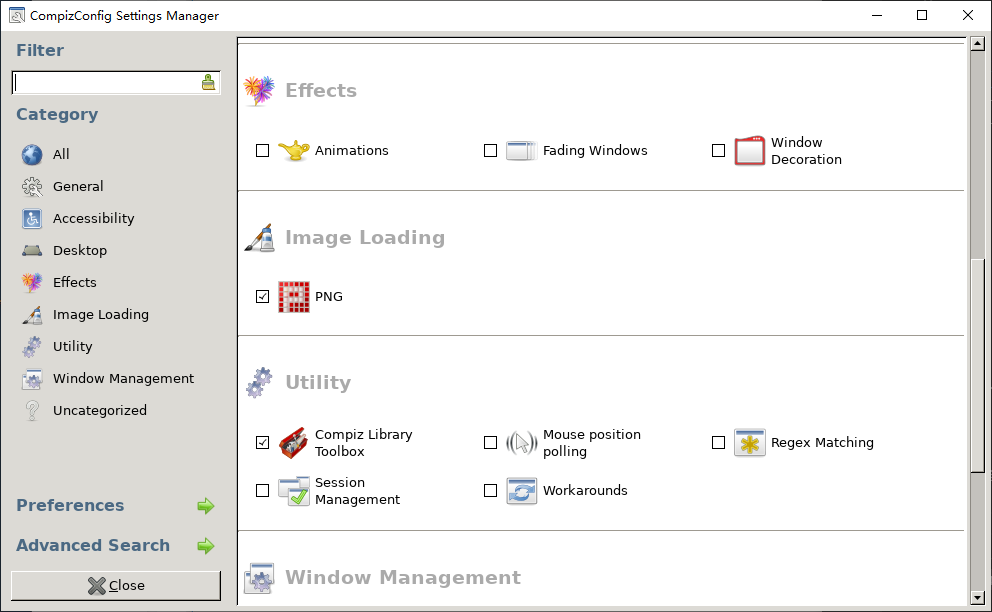 CompizConfig Settings Manager
Filter
Category
All
General
Accessibility
Desktop
Effects
Image Loading
Utility
Window Management
Uncategorized
Preferences
Advanced Search
Close
Effects
Animations
Fading Windows
Window
Decoration
Image Loading
PNG
Utility
Compiz Library
Toolbox
Mouse position
polling
Regex Matching
Session
Management
Workarounds
Window Management